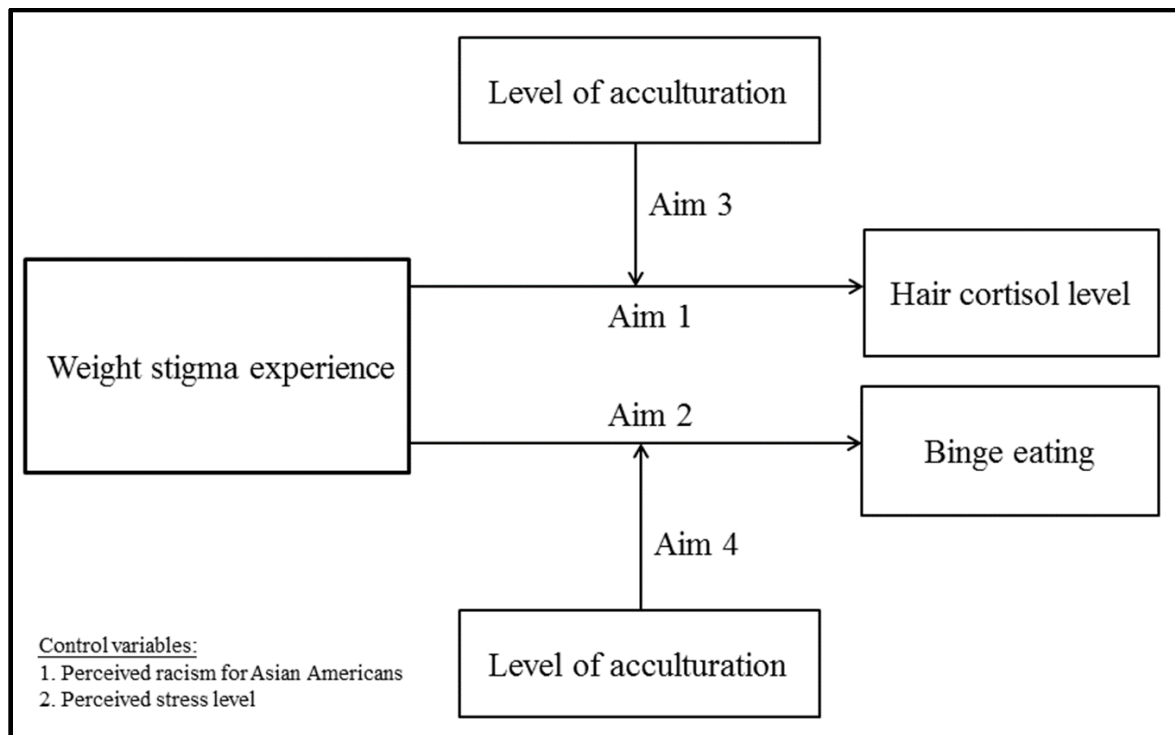 Level of acculturation
Aim 3
Hair cortisol level
Aim 1
Weight stigma experience
Aim 2
Binge eating
Aim 4
Level of acculturation
Control variables:
1. Perceived racism for Asian Americans
2. Perceived stress level